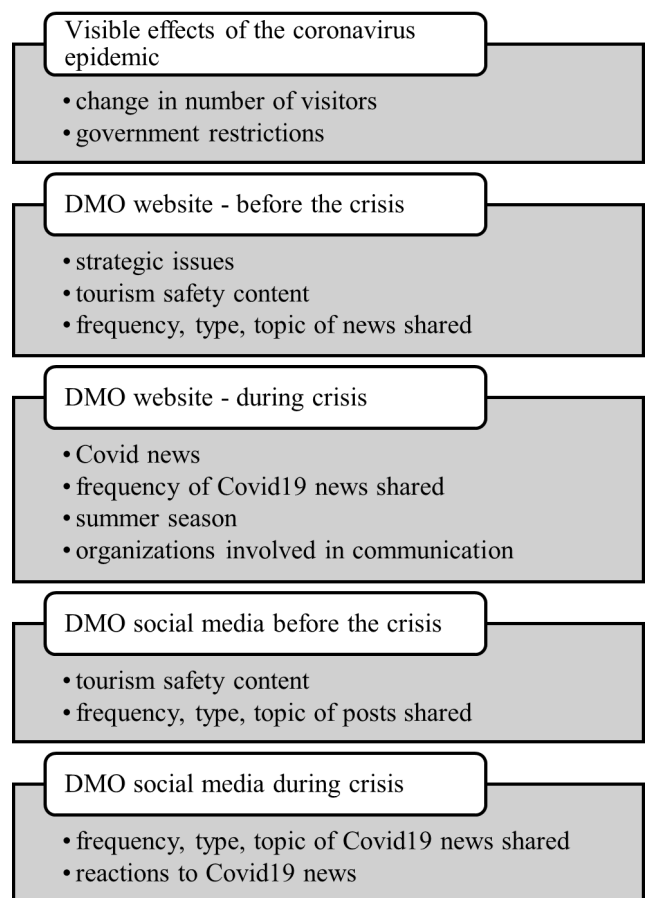 Visible effects of the coronavirus
epidemic
• change in number of visitors
• government restrictions
DMO website - before the crisis
• strategic issues
• tourism safety content
• frequency, type, topic of news shared
DMO website - during crisis
• Covid news
• frequency of Covid19 news shared
• summer season
• organizations involved in communication
DMO social media before the crisis
• tourism safety content
• frequency, type, topic of posts shared
DMO social media during crisis
• frequency, type, topic of Covid19 news shared
• reactions to Covid19 news